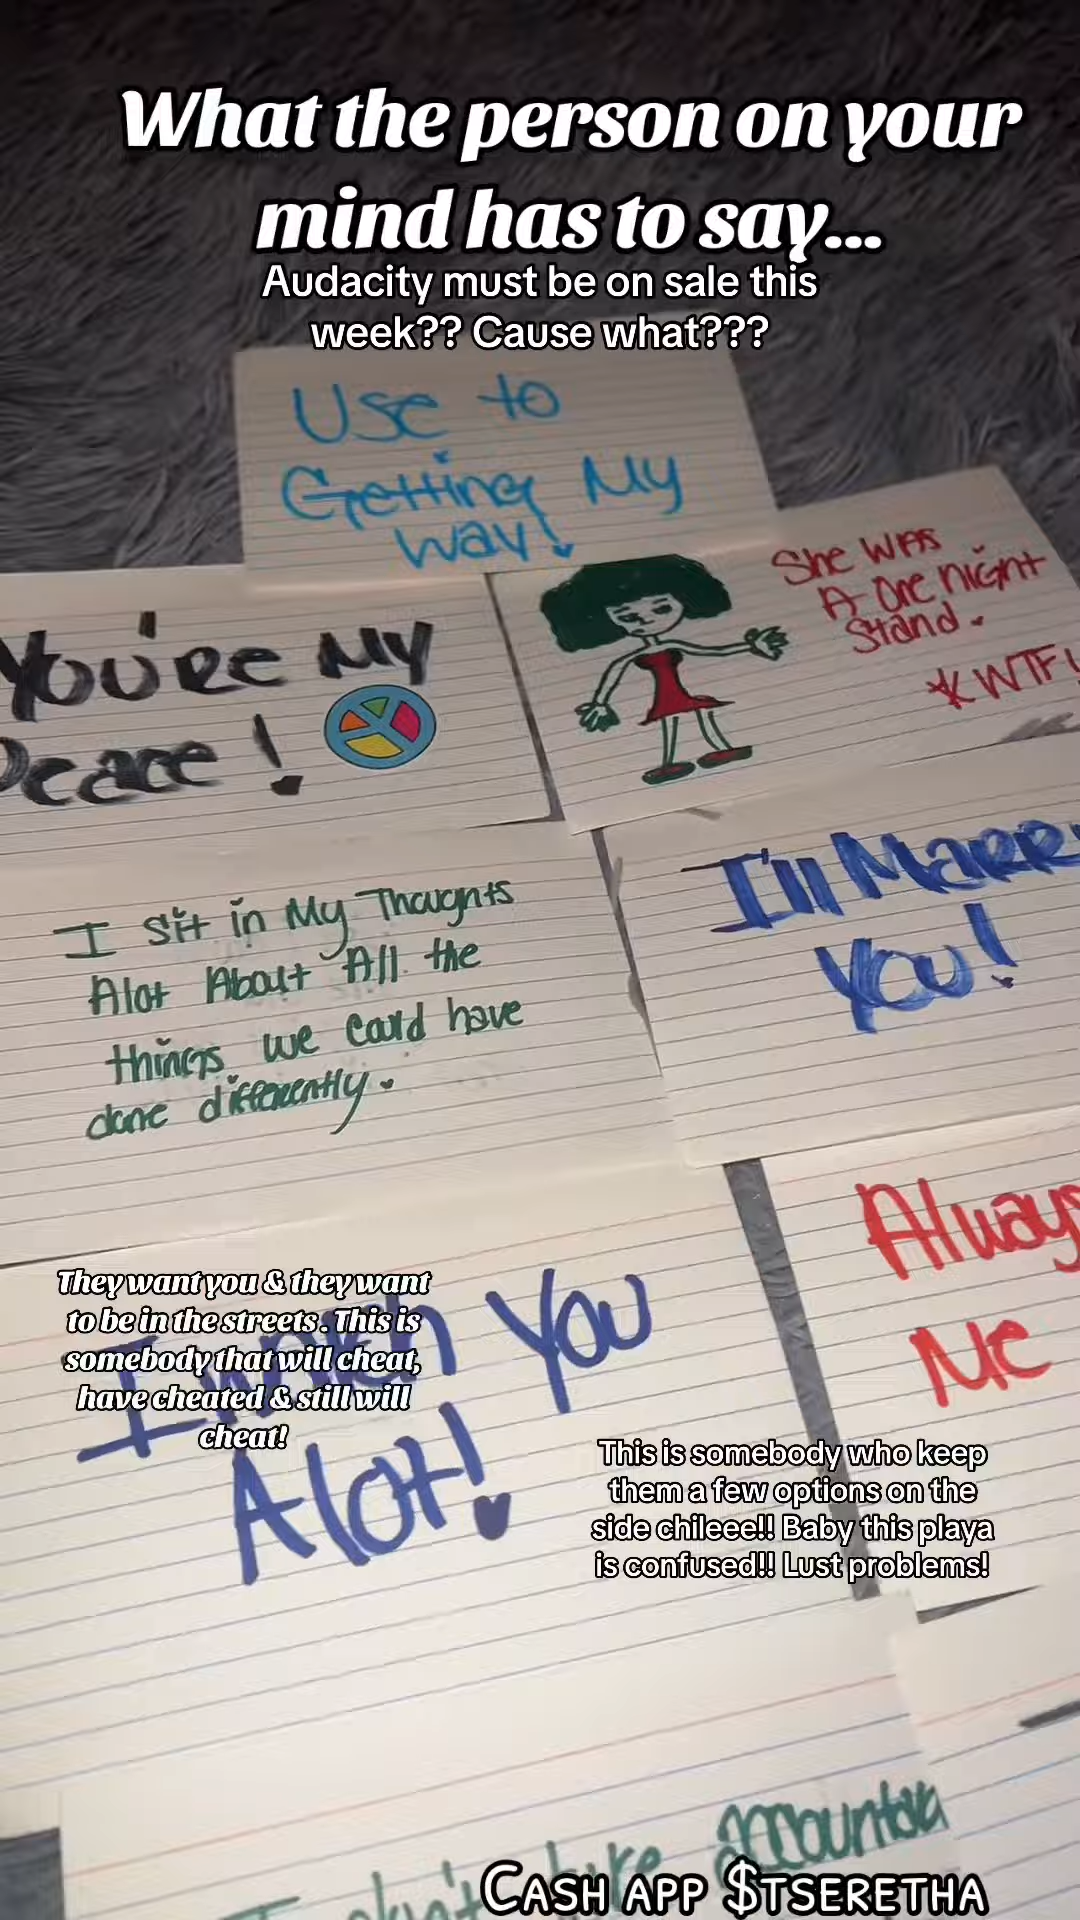 What the person on your
mind has to say...
Audacity must be on sale this
week?? Cause what???
Use to
Getting My
way!
You're My
Peace!
She was
A One night
Stand.
*WTF!
I sit in My Thoughts
Alot About All the
things we could have
done differently.
I'll Marry
You!
Always
Me
They want you & they want
to be in the streets. This is
somebody that will cheat,
have cheated & still will
cheat!
I watch You
Alot!
This is somebody who keep
them a few options on the
side chileee!! Baby this playa
is confused!! Lust problems!
I don't take
Cash app $tseretha